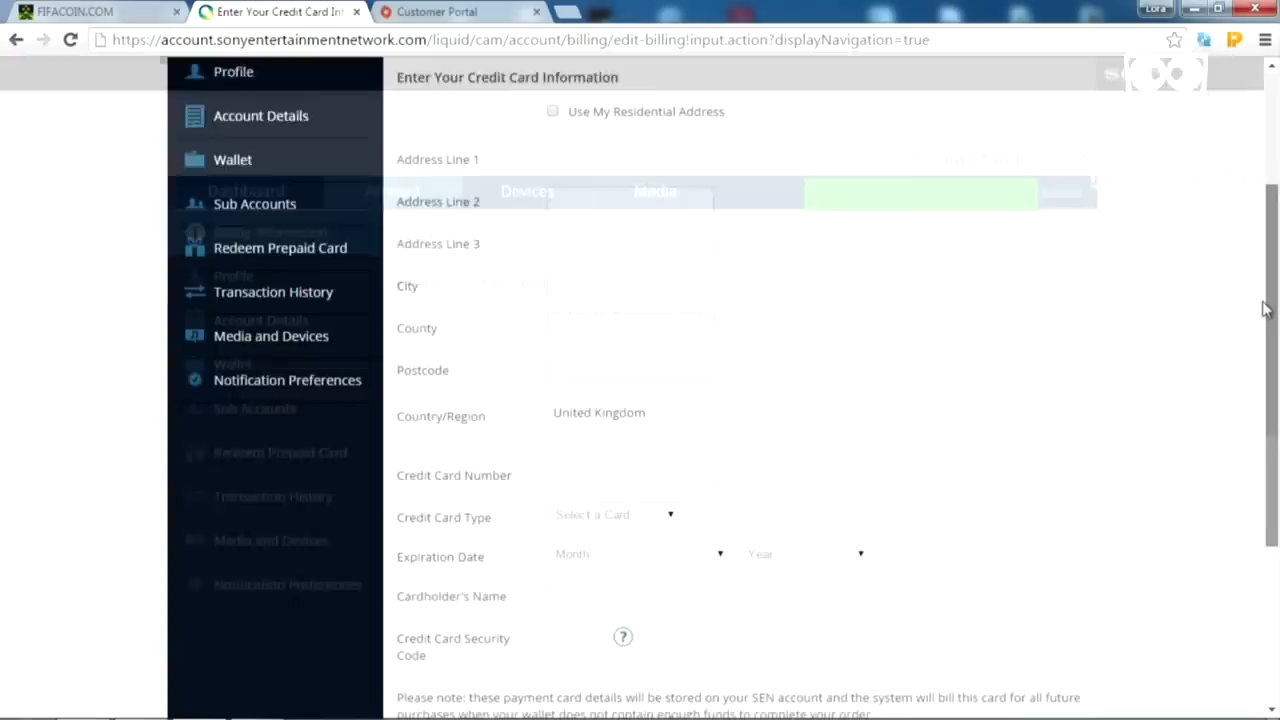 FIFACOIN.COM
Enter Your Credit Card In
Customer Portal
Lora
https://account.sonyentertainmentnetwork.com/liquid/cam/account/billing/edit-billing!input.action?displayNavigation=true
Profile
Enter Your Credit Card Information
Account Details
Use My Residential Address
Wallet
Address Line 1
Dashboard
Devices
Media
Sub Accounts
Address Line 2
Billing Information
Redeem Prepaid Card
Address Line 3
Profile
Transaction History
City
Account Details
Media and Devices
County
Wallet
Notification Preferences
Postcode
Sub Accounts
Country/Region
United Kingdom
Redeem Prepaid Card
Credit Card Number
Transaction History
Credit Card Type
Select a Card
Media and Devices
Expiration Date
Month
Year
Notification Preferences
Cardholder's Name
Credit Card Security
Code
?
Please note: these payment card details will be stored on your SEN account and the system will bill this card for all future
purchases when your wallet does not contain enough funds to complete your order